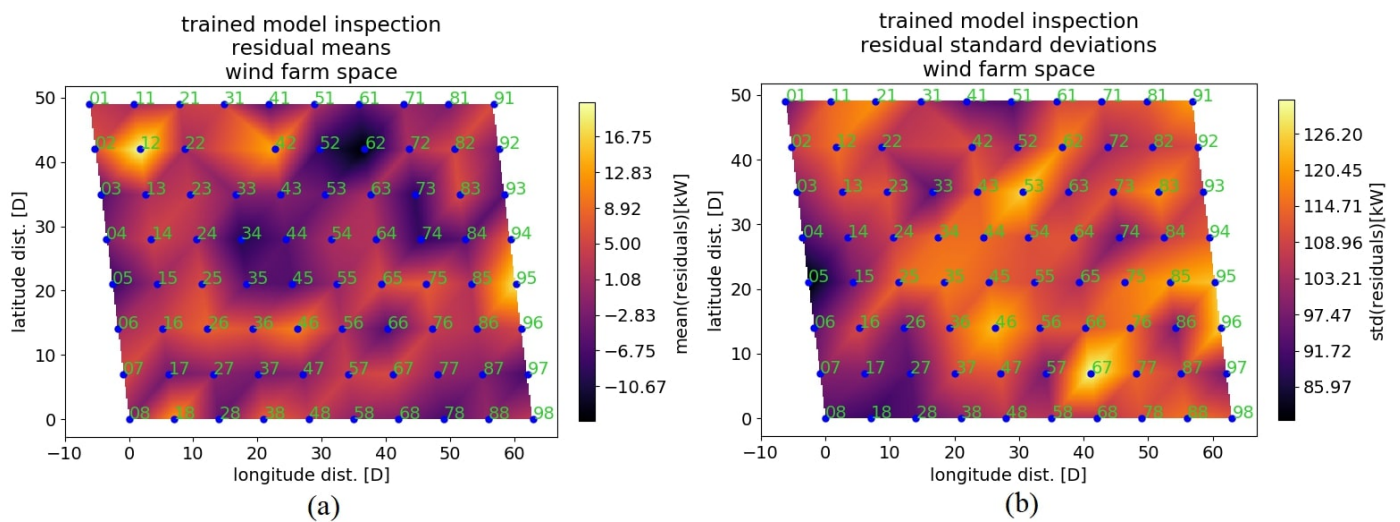 trained model inspection
residual means
wind farm space
50
40
30
20
10
0
latitude dist. [D]
01 11 21 31 41 51 61 71 81 91
02 12 22 42 52 62 72 82 92
03 13 23 33 43 53 63 73 83 93
04 14 24 34 44 54 64 74 84 94
05 15 25 35 45 55 65 75 85 95
06 16 26 36 46 56 66 76 86 96
07 17 27 37 47 57 67 77 87 97
08 18 28 38 48 58 68 78 88 98
−10 0 10 20 30 40 50 60
longitude dist. [D]
16.75
12.83
8.92
5.00
1.08
−2.83
−6.75
−10.67
mean(residuals)[kW]
(a)
trained model inspection
residual standard deviations
wind farm space
50
40
30
20
10
0
latitude dist. [D]
01 11 21 31 41 51 61 71 81 91
02 12 22 42 52 62 72 82 92
03 13 23 33 43 53 63 73 83 93
04 14 24 34 44 54 64 74 84 94
05 15 25 35 45 55 65 75 85 95
06 16 26 36 46 56 66 76 86 96
07 17 27 37 47 57 67 77 87 97
08 18 28 38 48 58 68 78 88 98
−10 0 10 20 30 40 50 60
longitude dist. [D]
126.20
120.45
114.71
108.96
103.21
97.47
91.72
85.97
std(residuals)[kW]
(b)